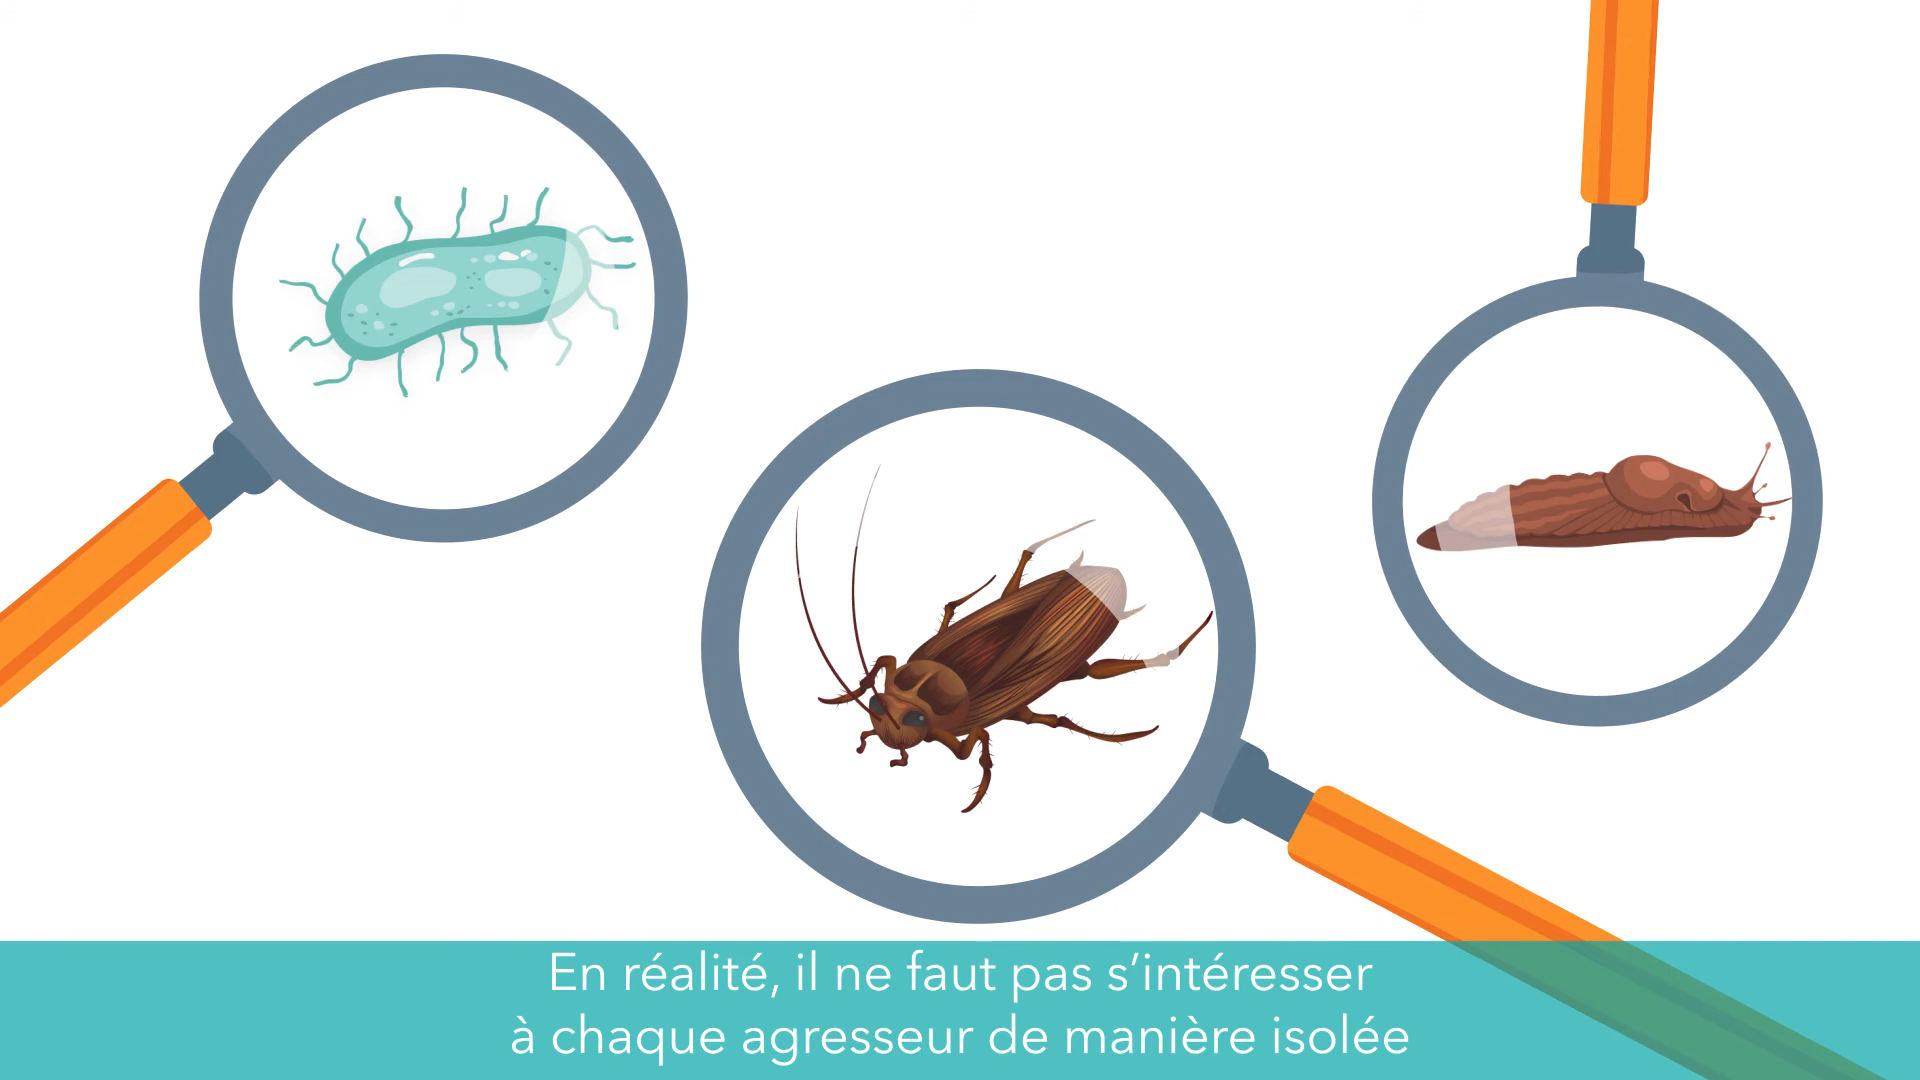 En réalité, il ne faut pas s’intéresser
à chaque agresseur de manière isolée